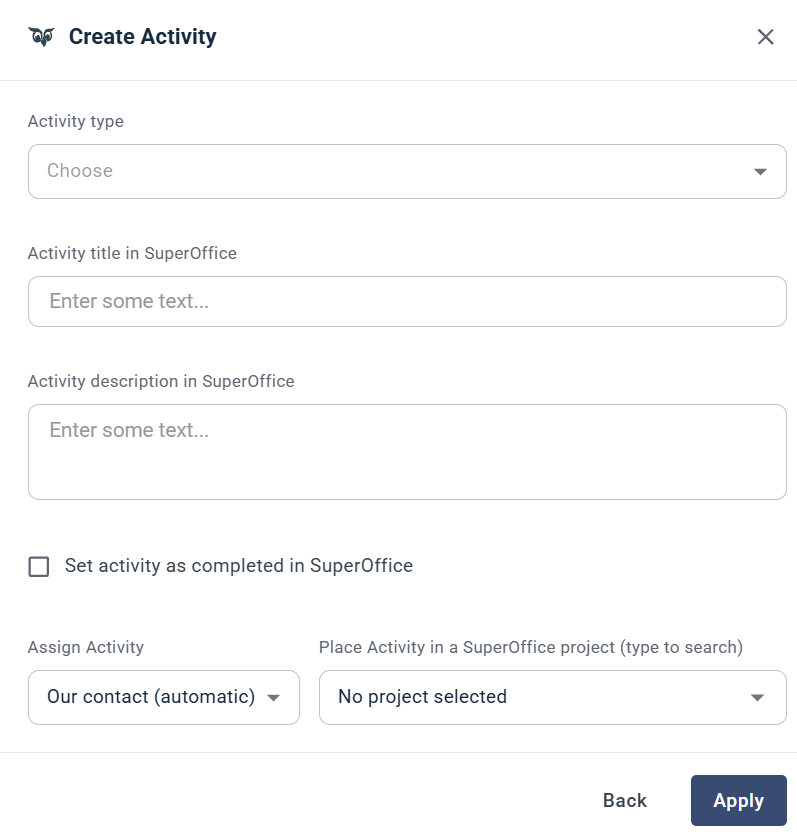 Create Activity
Activity type
Choose
Activity title in SuperOffice
Enter some text...
Activity description in SuperOffice
Enter some text...
Set activity as completed in SuperOffice
Assign Activity
Place Activity in a SuperOffice project (type to search)
Our contact (automatic)
No project selected
Back
Apply